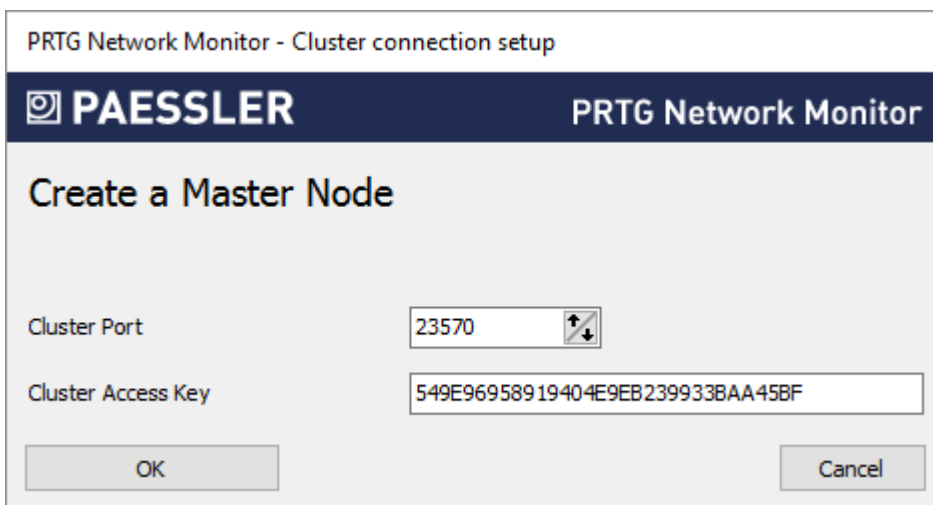 PRTG Network Monitor - Cluster connection setup
PAESSLER PRTG Network Monitor
Create a Master Node
Cluster Port 23570
Cluster Access Key 549E96958919404E9EB239933BAA45BF
OK Cancel